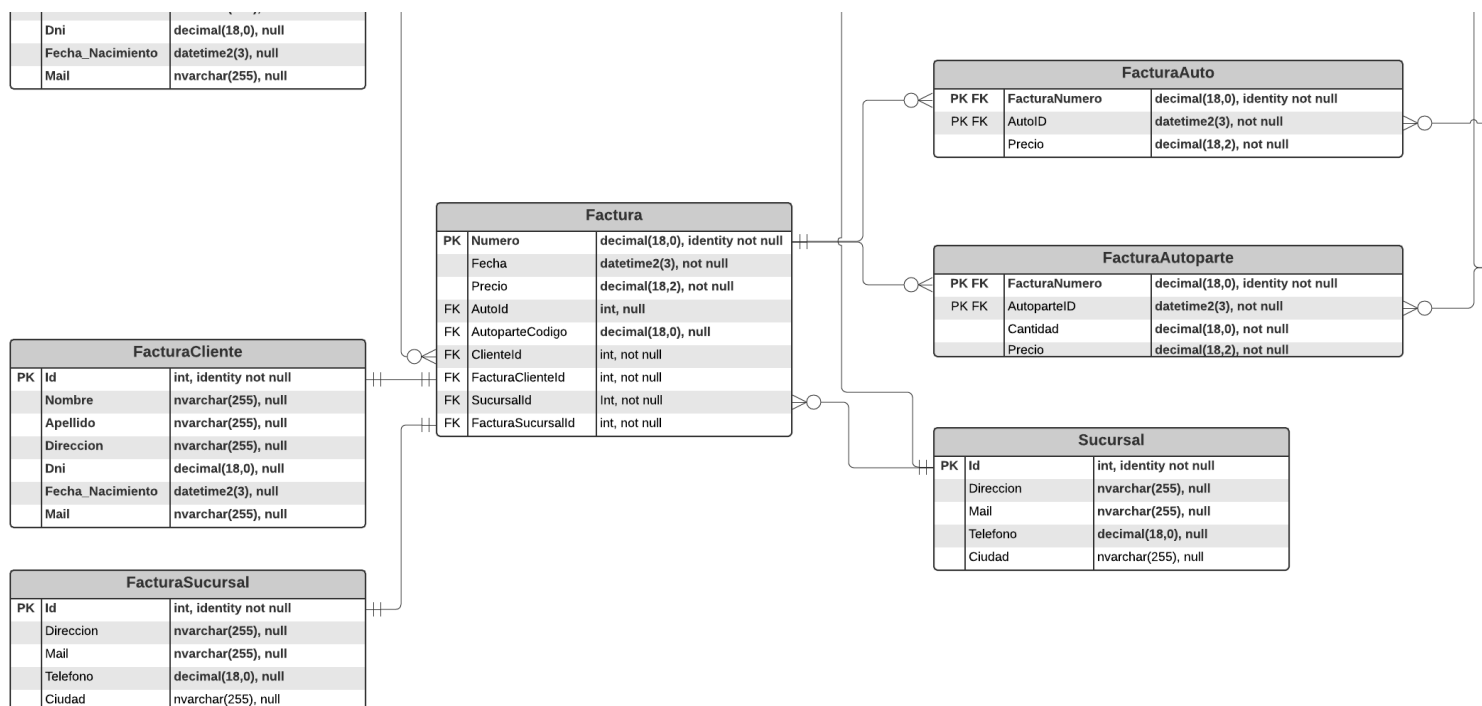 Dni decimal(18,0), null
Fecha_Nacimiento datetime2(3), null
Mail nvarchar(255), null
FacturaAuto
PK FK FacturaNumero decimal(18,0), identity not null
PK FK AutoID datetime2(3), not null
Precio decimal(18,2), not null
Factura
PK Numero decimal(18,0), identity not null
Fecha datetime2(3), not null
Precio decimal(18,2), not null
FK AutoId int, null
FK AutoparteCodigo decimal(18,0), null
FK ClienteId int, not null
FK FacturaClienteId int, not null
FK SucursalId Int, not null
FK FacturaSucursalId int, not null
FacturaAutoparte
PK FK FacturaNumero decimal(18,0), identity not null
PK FK AutoparteID datetime2(3), not null
Cantidad decimal(18,0), not null
Precio decimal(18,2), not null
FacturaCliente
PK Id int, identity not null
Nombre nvarchar(255), null
Apellido nvarchar(255), null
Direccion nvarchar(255), null
Dni decimal(18,0), null
Fecha_Nacimiento datetime2(3), null
Mail nvarchar(255), null
Sucursal
PK Id int, identity not null
Direccion nvarchar(255), null
Mail nvarchar(255), null
Telefono decimal(18,0), null
Ciudad nvarchar(255), null
FacturaSucursal
PK Id int, identity not null
Direccion nvarchar(255), null
Mail nvarchar(255), null
Telefono decimal(18,0), null
Ciudad nvarchar(255), null